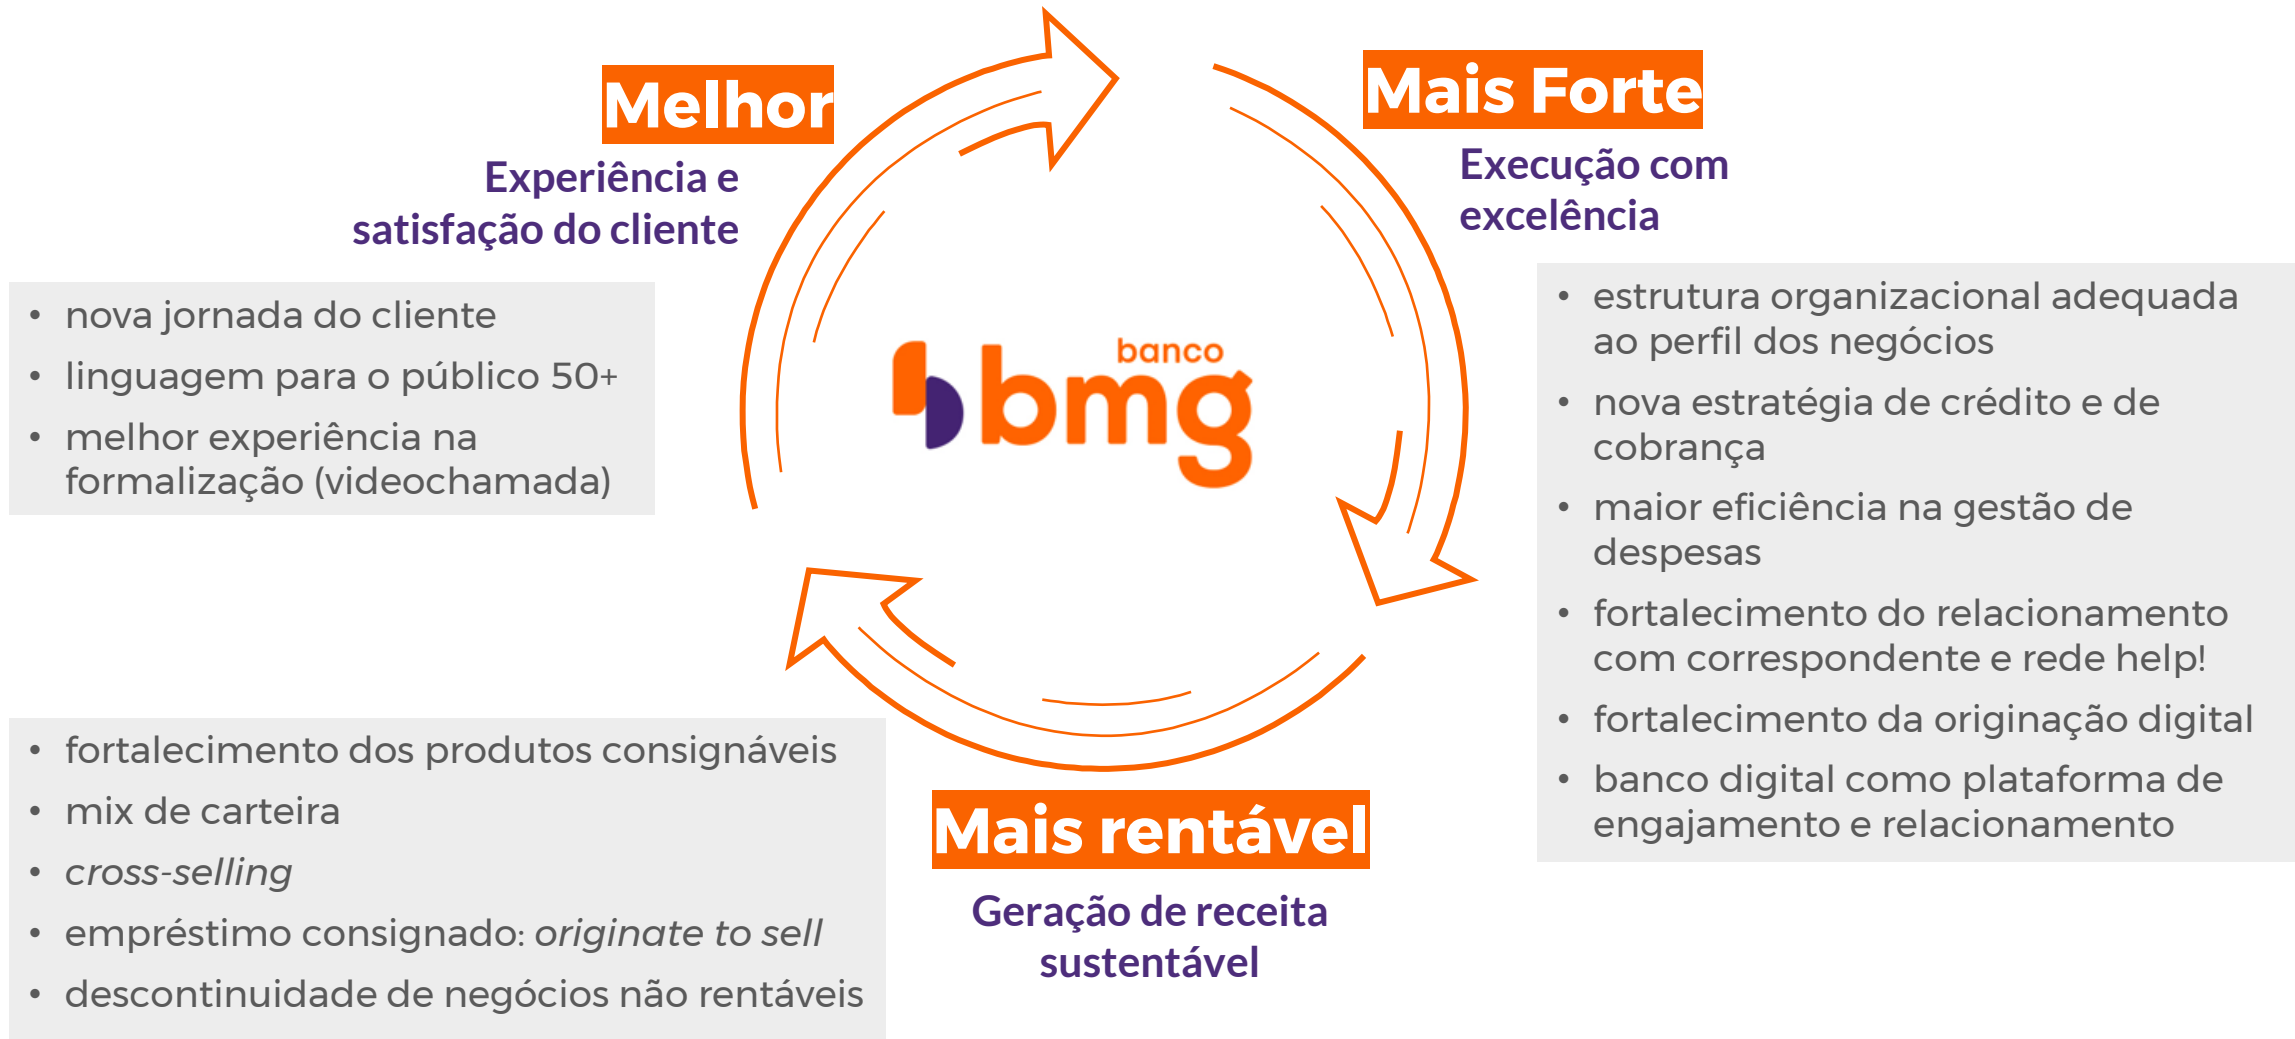 Melhor
Experiência e
satisfação do cliente
• nova jornada do cliente
• linguagem para o público 50+
• melhor experiência na
formalização (videochamada)
banco
bmg
Mais Forte
Execução com
excelência
• estrutura organizacional adequada
ao perfil dos negócios
• nova estratégia de crédito e de
cobrança
• maior eficiência na gestão de
despesas
• fortalecimento do relacionamento
com correspondente e rede help!
• fortalecimento da originação digital
• banco digital como plataforma de
engajamento e relacionamento
Mais rentável
Geração de receita
sustentável
• fortalecimento dos produtos consignáveis
• mix de carteira
• cross-selling
• empréstimo consignado: originate to sell
• descontinuidade de negócios não rentáveis